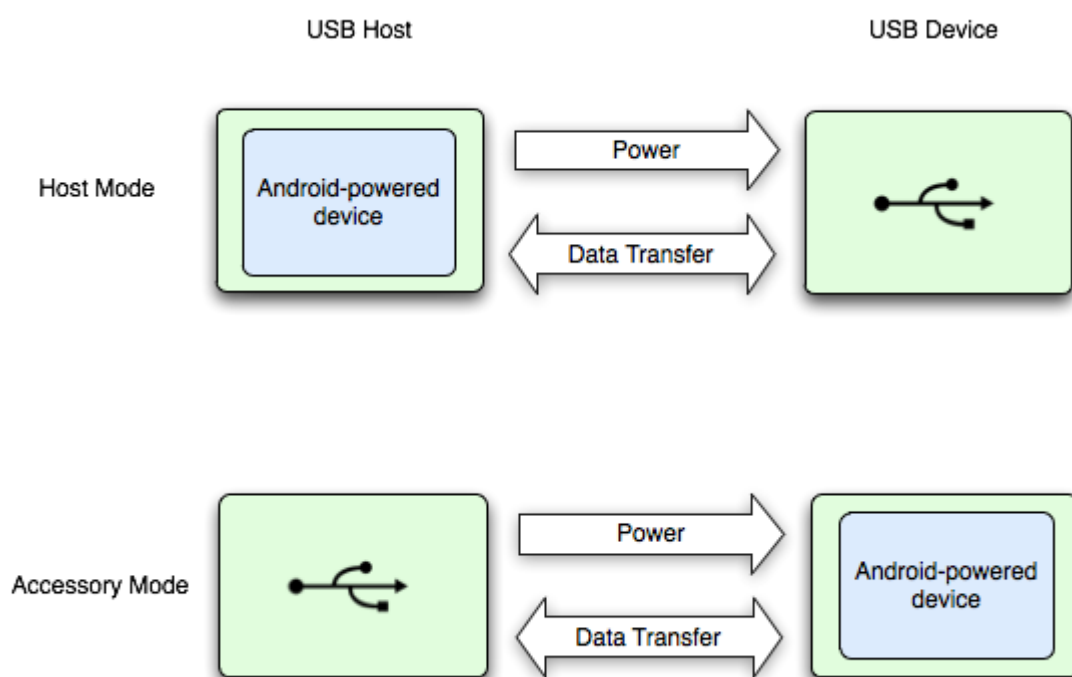 USB Host
USB Device
Host Mode
Android-powered
device
Power
Data Transfer
Accessory Mode
Power
Data Transfer
Android-powered
device